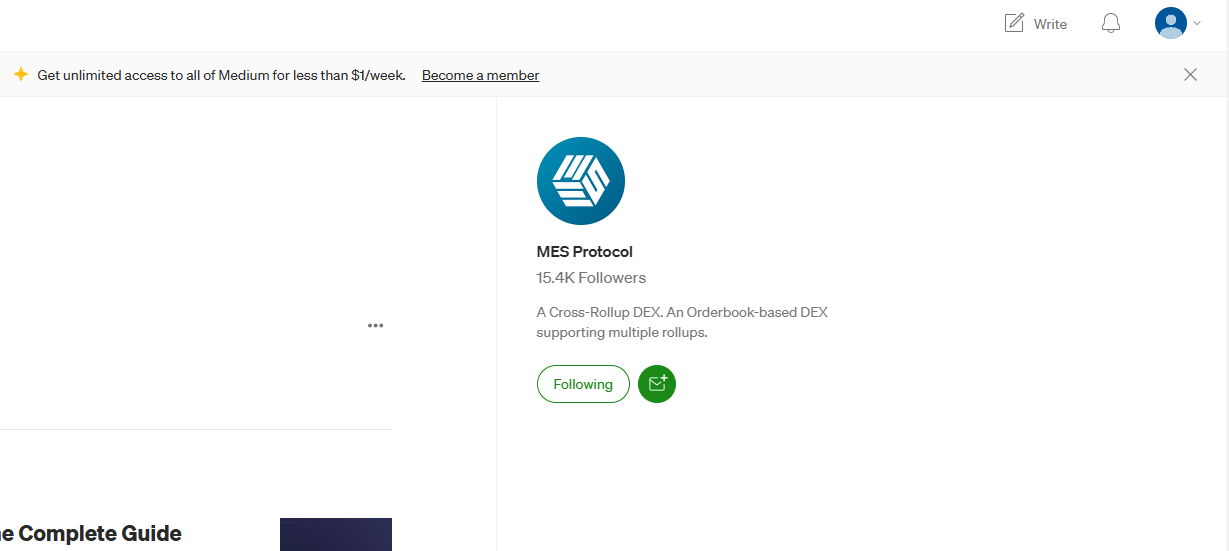 Write
Get unlimited access to all of Medium for less than $1/week. Become a member
MES Protocol
15.4K Followers
A Cross-Rollup DEX. An Orderbook-based DEX
supporting multiple rollups.
Following
Complete Guide